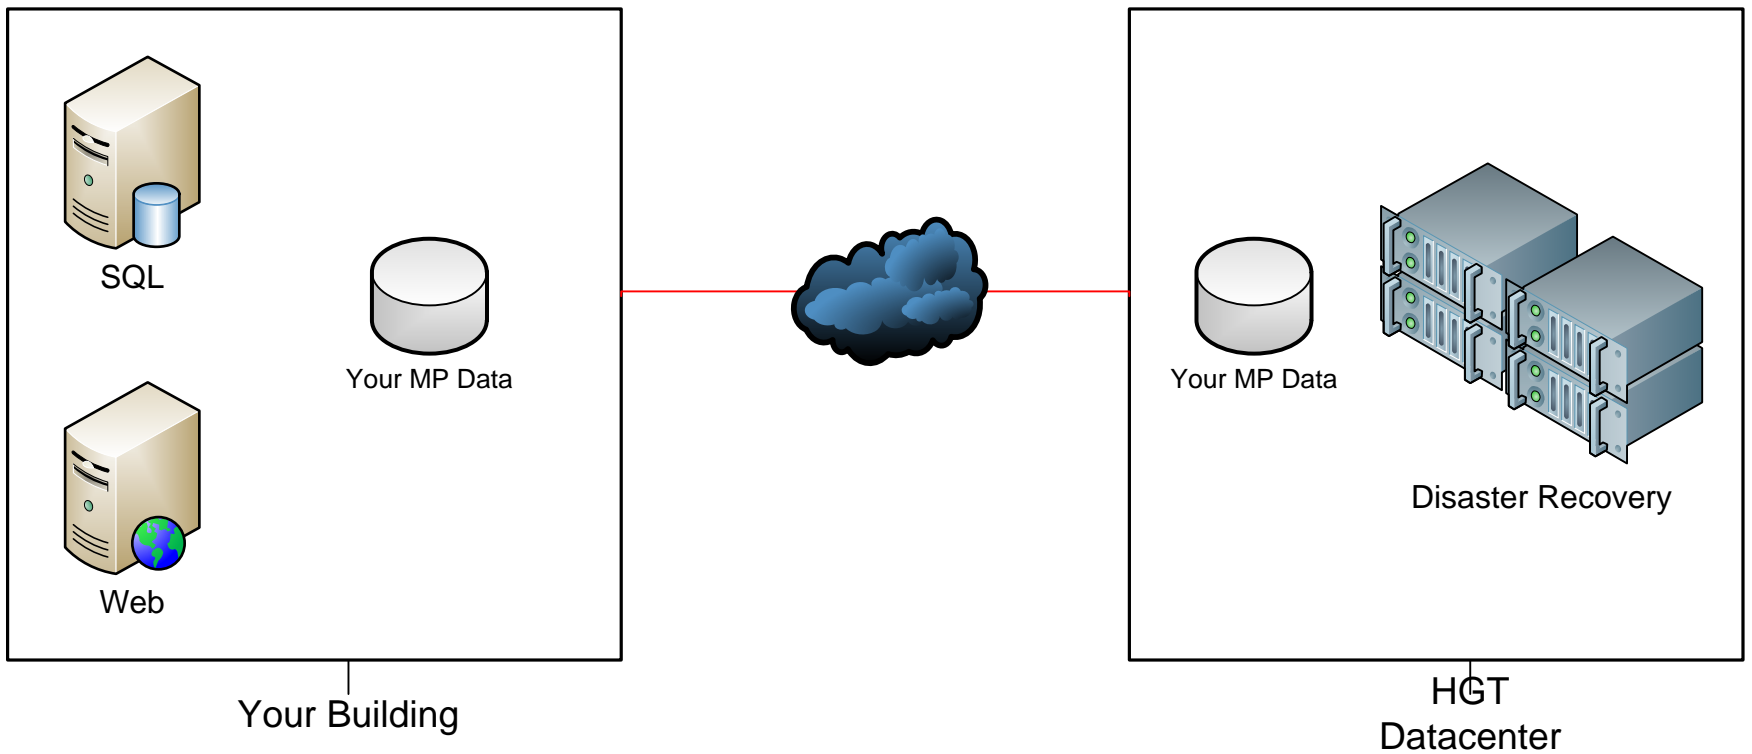 SQL
Your MP Data
Web
Your Building
Your MP Data
Disaster Recovery
HGT
Datacenter